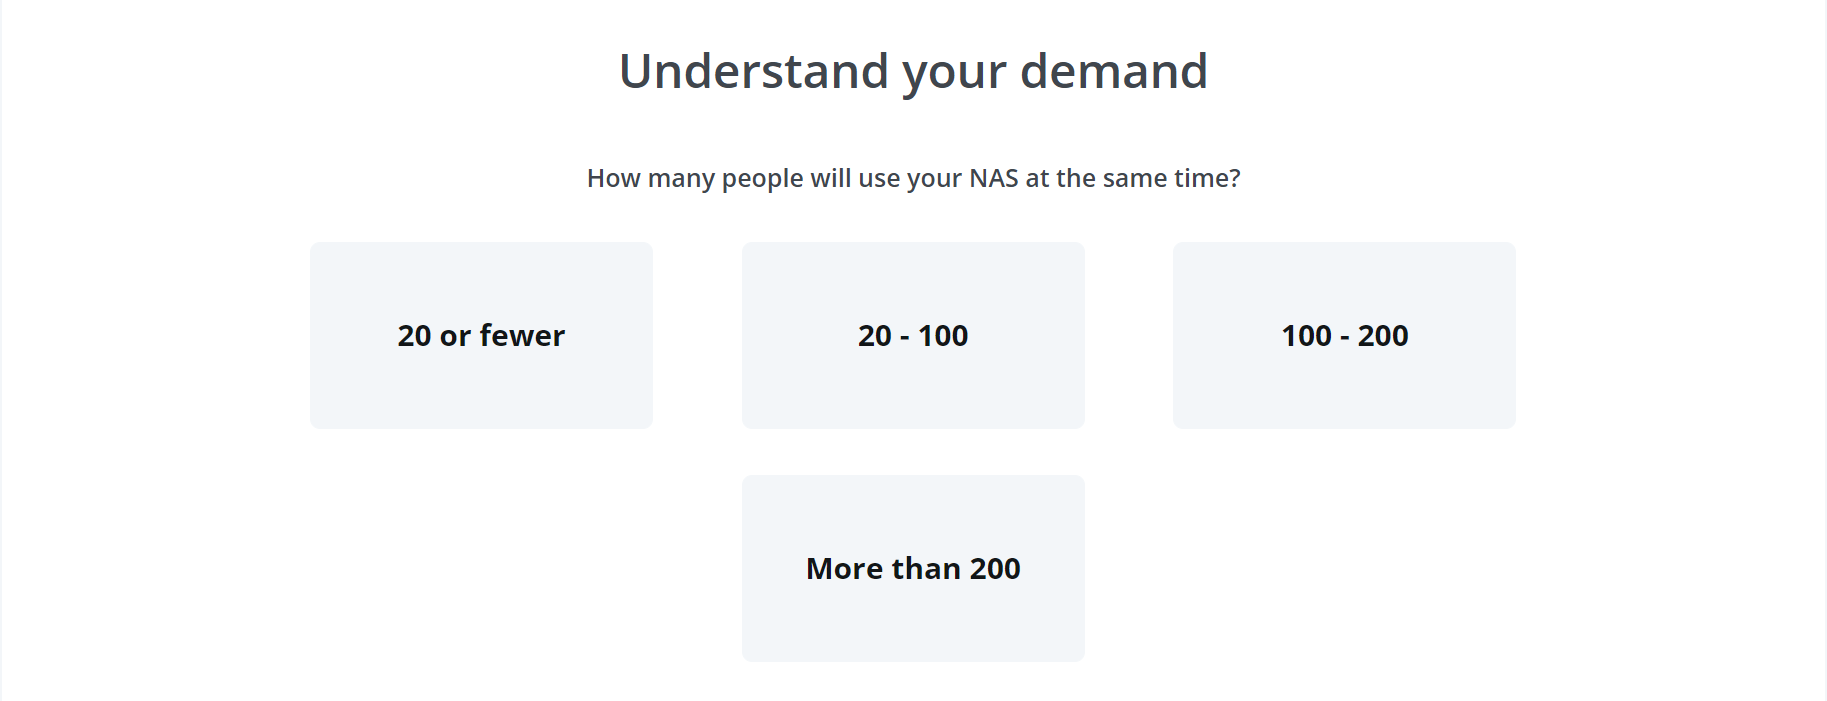 Understand your demand
How many people will use your NAS at the same time?
20 or fewer
20 - 100
100 - 200
More than 200